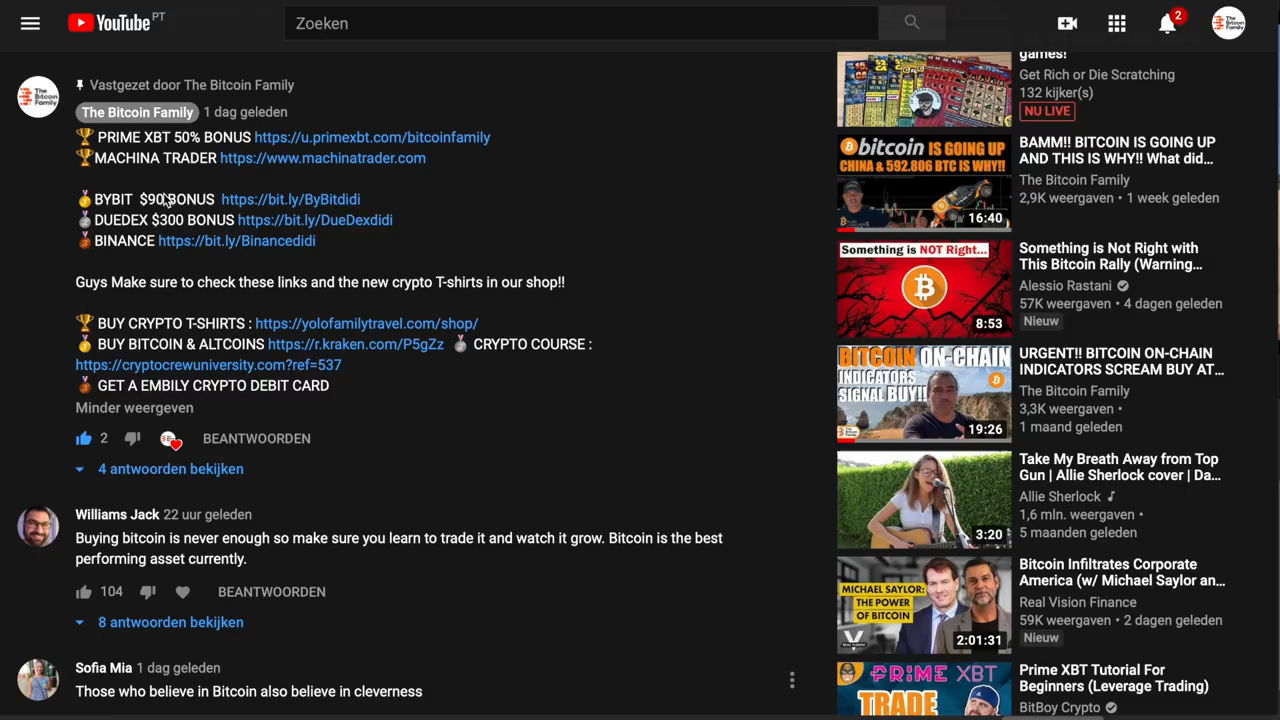 YouTube PT
Zoeken
2
The Bitcoin Family
Vastgezet door The Bitcoin Family
The Bitcoin Family 1 dag geleden
🏆 PRIME XBT 50% BONUS https://u.primexbt.com/bitcoinfamily
🏆MACHINA TRADER https://www.machinatrader.com
🥇BYBIT $90 BONUS https://bit.ly/ByBitdidi
🥈DUEDEX $300 BONUS https://bit.ly/DueDexdidi
🥉BINANCE https://bit.ly/Binancedidi
Guys Make sure to check these links and the new crypto T-shirts in our shop!!
🏆 BUY CRYPTO T-SHIRTS : https://yolofamilytravel.com/shop/
🥇 BUY BITCOIN & ALTCOINS https://r.kraken.com/P5gZz 🥈 CRYPTO COURSE :
https://cryptocrewuniversity.com?ref=537
🥉 GET A EMBILY CRYPTO DEBIT CARD
Minder weergeven
2 BEANTWOORDEN
4 antwoorden bekijken
Williams Jack 22 uur geleden
Buying bitcoin is never enough so make sure you learn to trade it and watch it grow. Bitcoin is the best
performing asset currently.
104 BEANTWOORDEN
8 antwoorden bekijken
Sofia Mia 1 dag geleden
Those who believe in Bitcoin also believe in cleverness
games!
Get Rich or Die Scratching
132 kijker(s)
NU LIVE
bitcoin IS GOING UP
CHINA & 592.806 BTC IS WHY!!
16:40
BAMM!! BITCOIN IS GOING UP
AND THIS IS WHY!! What did...
The Bitcoin Family
2,9K weergaven • 1 week geleden
Something is NOT Right...
8:53
Something is Not Right with
This Bitcoin Rally (Warning...
Alessio Rastani
57K weergaven • 4 dagen geleden
Nieuw
BITCOIN ON-CHAIN
INDICATORS
SIGNAL BUY!!
19:26
URGENT!! BITCOIN ON-CHAIN
INDICATORS SCREAM BUY AT...
The Bitcoin Family
3,3K weergaven •
1 maand geleden
3:20
Take My Breath Away from Top
Gun | Allie Sherlock cover | Da...
Allie Sherlock
1,6 mln. weergaven •
5 maanden geleden
MICHAEL SAYLOR:
THE POWER
OF BITCOIN
2:01:31
Bitcoin Infiltrates Corporate
America (w/ Michael Saylor an...
Real Vision Finance
59K weergaven • 2 dagen geleden
Nieuw
PRIME XBT
TRADE
Prime XBT Tutorial For
Beginners (Leverage Trading)
BitBoy Crypto